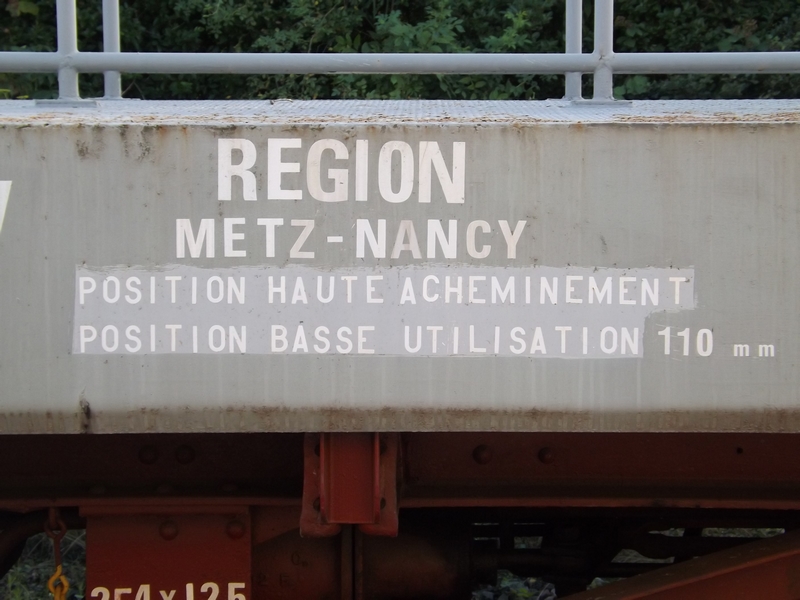 REGION
METZ-NANCY
POSITION HAUTE ACHEMINEMENT
POSITION BASSE UTILISATION 110 mm